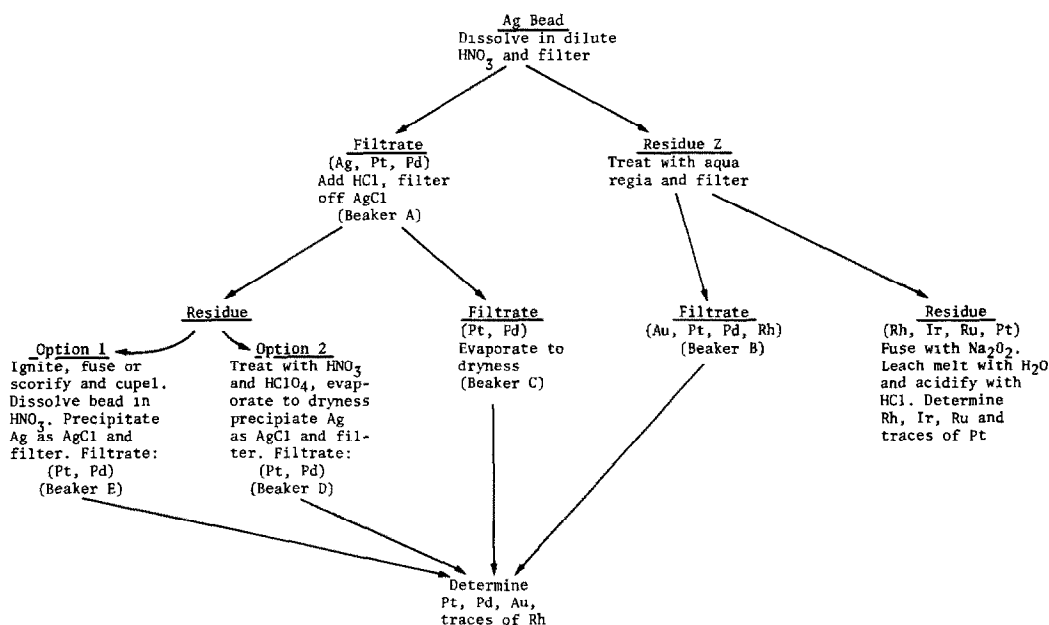 Ag Bead
Dissolve in dilute
HNO3 and filter
Filtrate
(Ag, Pt, Pd)
Add HCl, filter
off AgCl
(Beaker A)
Residue Z
Treat with aqua
regia and filter
Residue
Filtrate
(Pt, Pd)
Evaporate to
dryness
(Beaker C)
Filtrate
(Au, Pt, Pd, Rh)
(Beaker B)
Residue
(Rh, Ir, Ru, Pt)
Fuse with Na2O2.
Leach melt with H2O
and acidify with
HCl. Determine
Rh, Ir, Ru and
traces of Pt
Option 1
Ignite, fuse or
scorify and cupel.
Dissolve bead in
HNO3. Precipitate
Ag as AgCl and
filter. Filtrate:
(Pt, Pd)
(Beaker E)
Option 2
Treat with HNO3
and HClO4, evap-
orate to dryness
precipiate Ag
as AgCl and fil-
ter. Filtrate:
(Pt, Pd)
(Beaker D)
Determine
Pt, Pd, Au,
traces of Rh